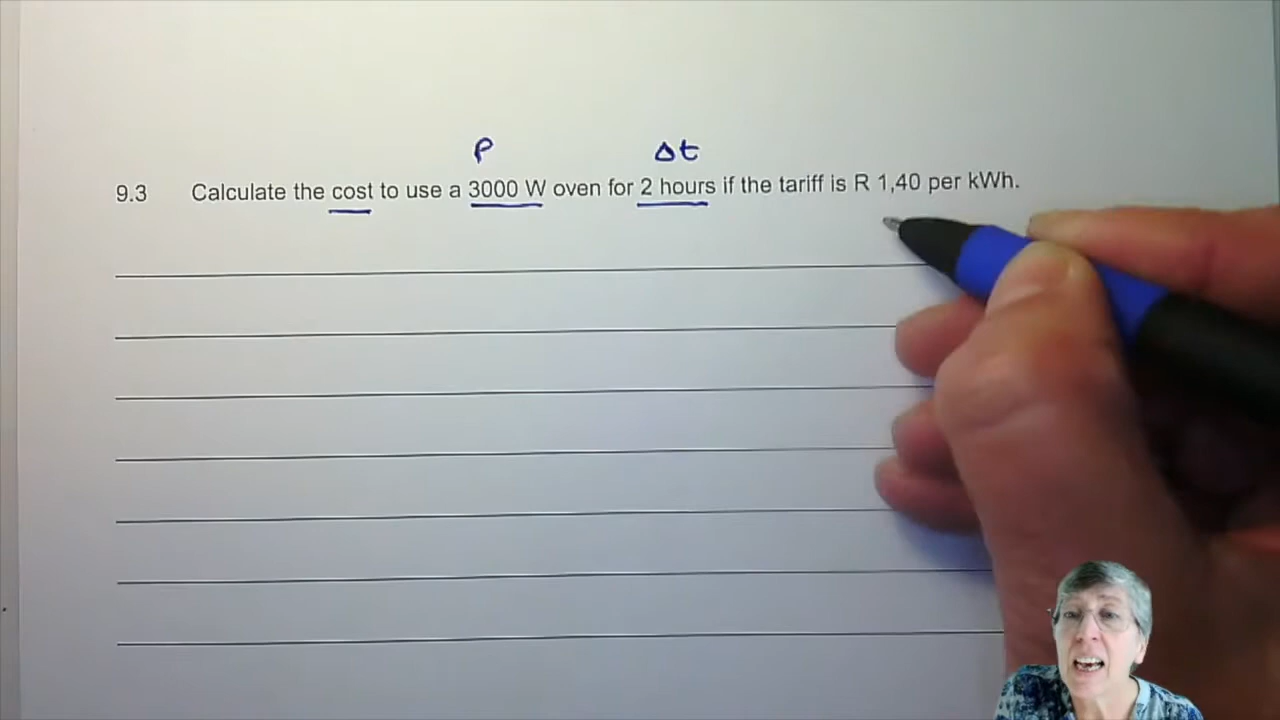 P Δt
9.3 Calculate the cost to use a 3000 W oven for 2 hours if the tariff is R 1,40 per kWh.